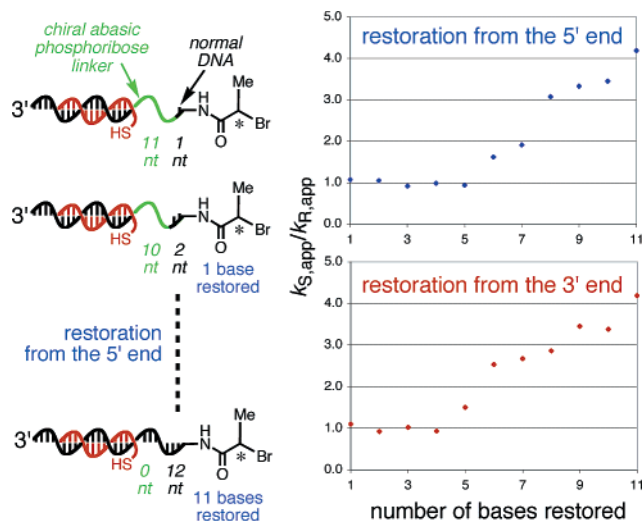 chiral abasic
phosphoribose
linker
normal
DNA
Me
H
N
3'
HS
O
*
Br
11
nt
1
nt
Me
H
N
3'
HS
O
*
Br
10
nt
2
nt
1 base
restored
restoration
from the 5' end
Me
H
N
3'
HS
O
*
Br
0
nt
12
nt
11 bases
restored
restoration from the 5' end
5.0
4.0
3.0
2.0
1.0
0.0
1 3 5 7 9 11
kS,app/kR,app
restoration from the 3' end
5.0
4.0
3.0
2.0
1.0
0.0
1 3 5 7 9 11
number of bases restored